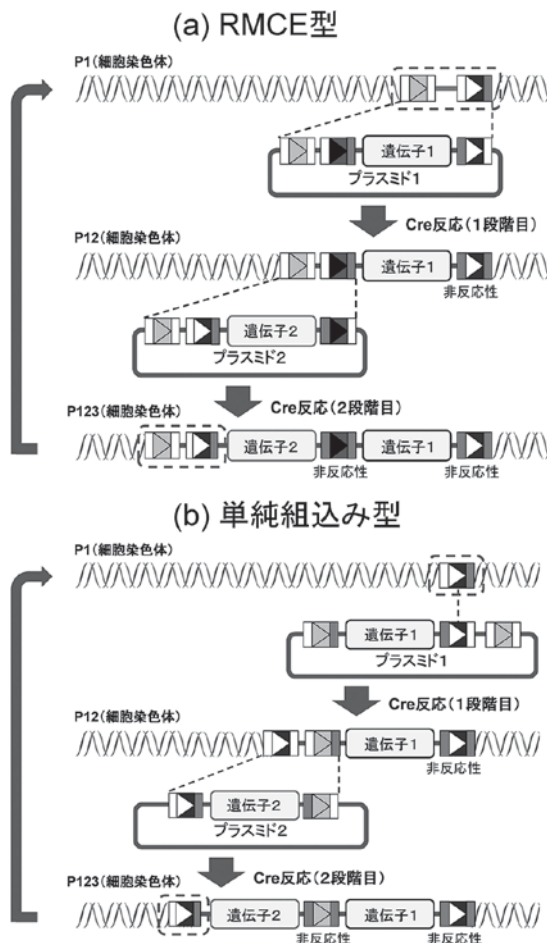 (a) RMCE型
P1(細胞染色体)
遺伝子1
プラスミド1
Cre反応(1段階目)
P12(細胞染色体)
遺伝子1
非反応性
遺伝子2
プラスミド2
Cre反応(2段階目)
P123(細胞染色体)
遺伝子2
遺伝子1
非反応性
非反応性
(b) 単純組込み型
P1(細胞染色体)
遺伝子1
プラスミド1
Cre反応(1段階目)
P12(細胞染色体)
遺伝子1
非反応性
遺伝子2
プラスミド2
Cre反応(2段階目)
P123(細胞染色体)
遺伝子2
遺伝子1
非反応性
非反応性